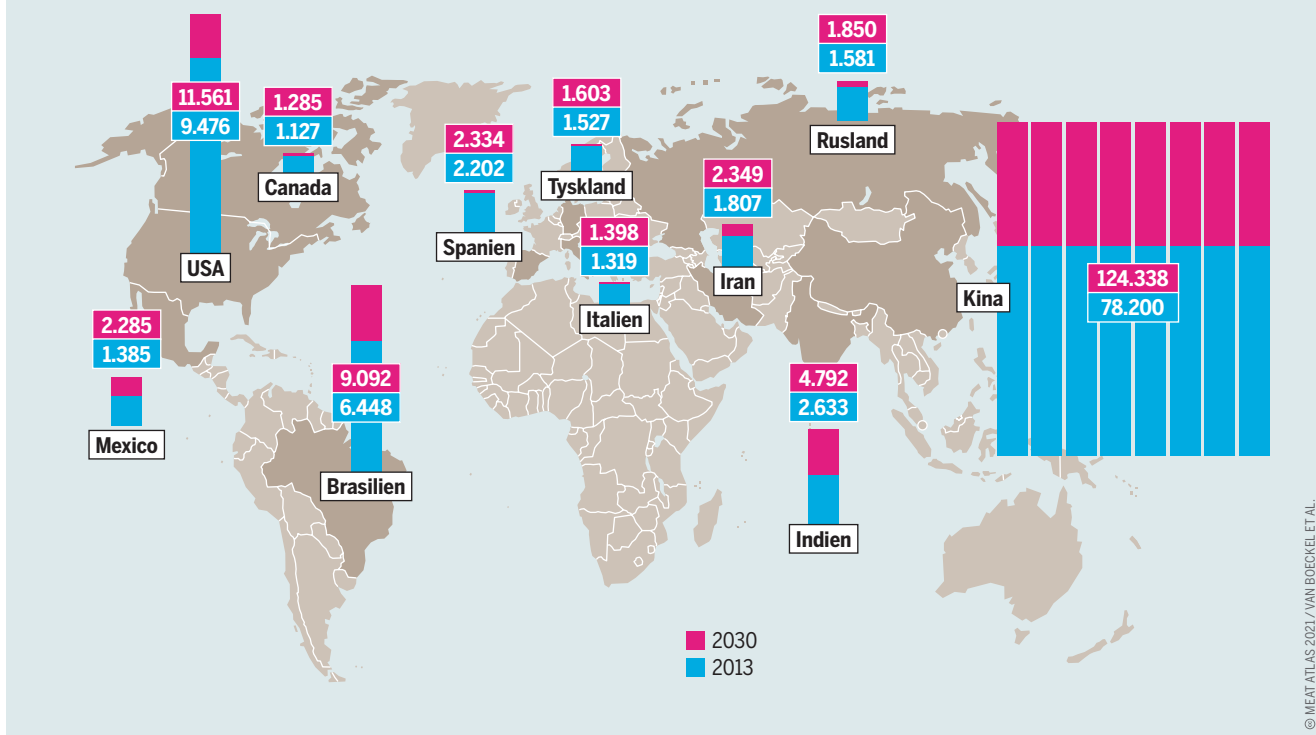 11.561
9.476
USA
1.285
1.127
Canada
2.285
1.385
Mexico
9.092
6.448
Brasilien
2.334
2.202
Spanien
1.603
1.527
Tyskland
1.398
1.319
Italien
1.850
1.581
Rusland
2.349
1.807
Iran
4.792
2.633
Indien
Kina
124.338
78.200
2030
2013
© MEAT ATLAS 2021 / VAN BOECKEL ET AL.